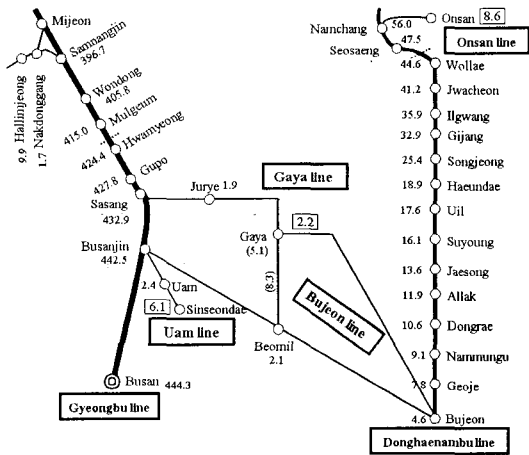 Mijeon
Samnangjin
396.7
9.9 Hallimjeong
1.7 Nakdonggang
Wondong
405.8
Mulgeum
415.0
Hwamyeong
424.4
Gupo
427.8
Sasang
432.9
Busanjin
442.5
2.4
Uam
6.1
Sinseondae
Uam line
Busan 444.3
Gyeongbu line
Jurye 1.9
Gaya line
Gaya
(5.1)
2.2
(8.3)
Beomil
2.1
Bujeon line
Onsan 8.6
Namchang
56.0
Seosaeng
47.5
Onsan line
44.6 Wollae
41.2 Jwacheon
35.9 Ilgwang
32.9 Gijang
25.4 Songjeong
18.9 Haeundae
17.6 Uil
16.1 Suyoung
13.6 Jaesong
11.9 Allak
10.6 Dongrae
9.1 Nammungu
7.8 Geoje
4.6 Bujeon
Donghaenambu line